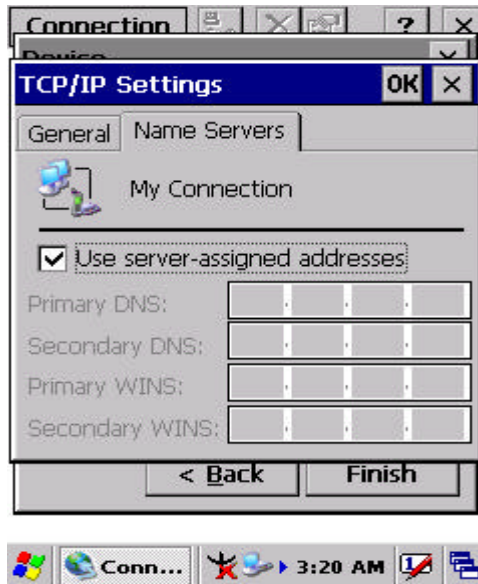 Connection ? ×
Device
TCP/IP Settings OK ×
General Name Servers
My Connection
Use server-assigned addresses
Primary DNS:
Secondary DNS:
Primary WINS:
Secondary WINS:
< Back Finish
Conn... 3:20 AM